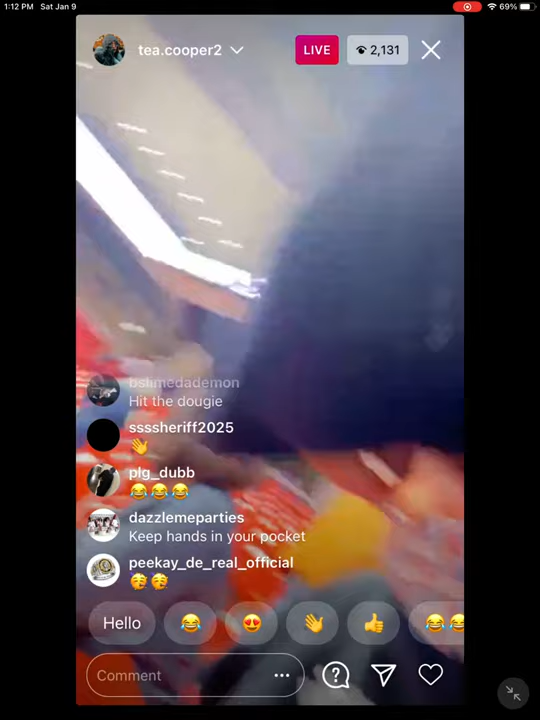 1:12 PM Sat Jan 9
69%
tea.cooper2
LIVE
2,131
bslimedademon
Hit the dougie
ssssheriff2025
👋
plg_dubb
😂😂😂
dazzlemeparties
Keep hands in your pocket
peekay_de_real_official
🥳🥳
Hello 😂 😍 👋 👍 😂😂
Comment